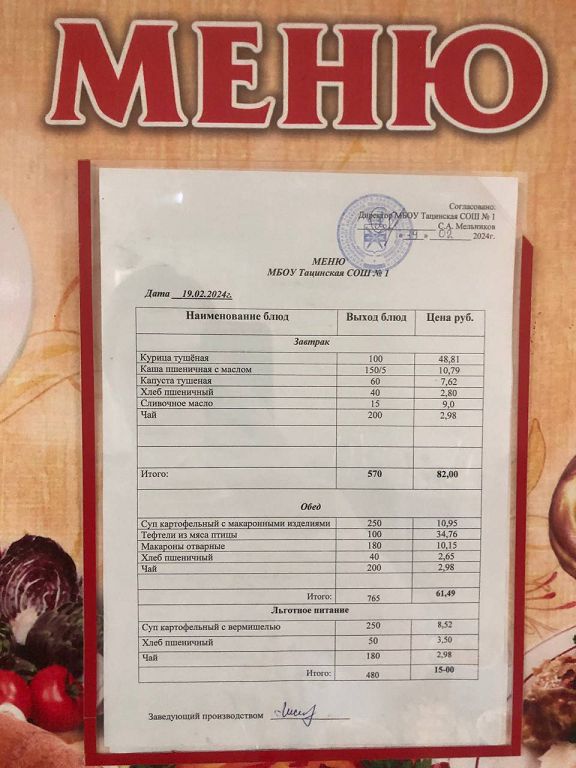 МЕНЮ
Согласовано:
Директор МБОУ Тацинская СОШ № 1
С.А. Мельников
« 19 » 02 2024г.
МЕНЮ
МБОУ Тацинская СОШ № 1
Дата 19.02.2024г.
Наименование блюд Выход блюд Цена руб.
Завтрак
Курица тушёная 100 48,81
Каша пшеничная с маслом 150/5 10,79
Капуста тушеная 60 7,62
Хлеб пшеничный 40 2,80
Сливочное масло 15 9,0
Чай 200 2,98
Итого: 570 82,00
Обед
Суп картофельный с макаронными изделиями 250 10,95
Тефтели из мяса птицы 100 34,76
Макароны отварные 180 10,15
Хлеб пшеничный 40 2,65
Чай 200 2,98
Итого: 765 61,49
Льготное питание
Суп картофельный с вермишелью 250 8,52
Хлеб пшеничный 50 3,50
Чай 180 2,98
Итого: 480 15-00
Заведующий производством